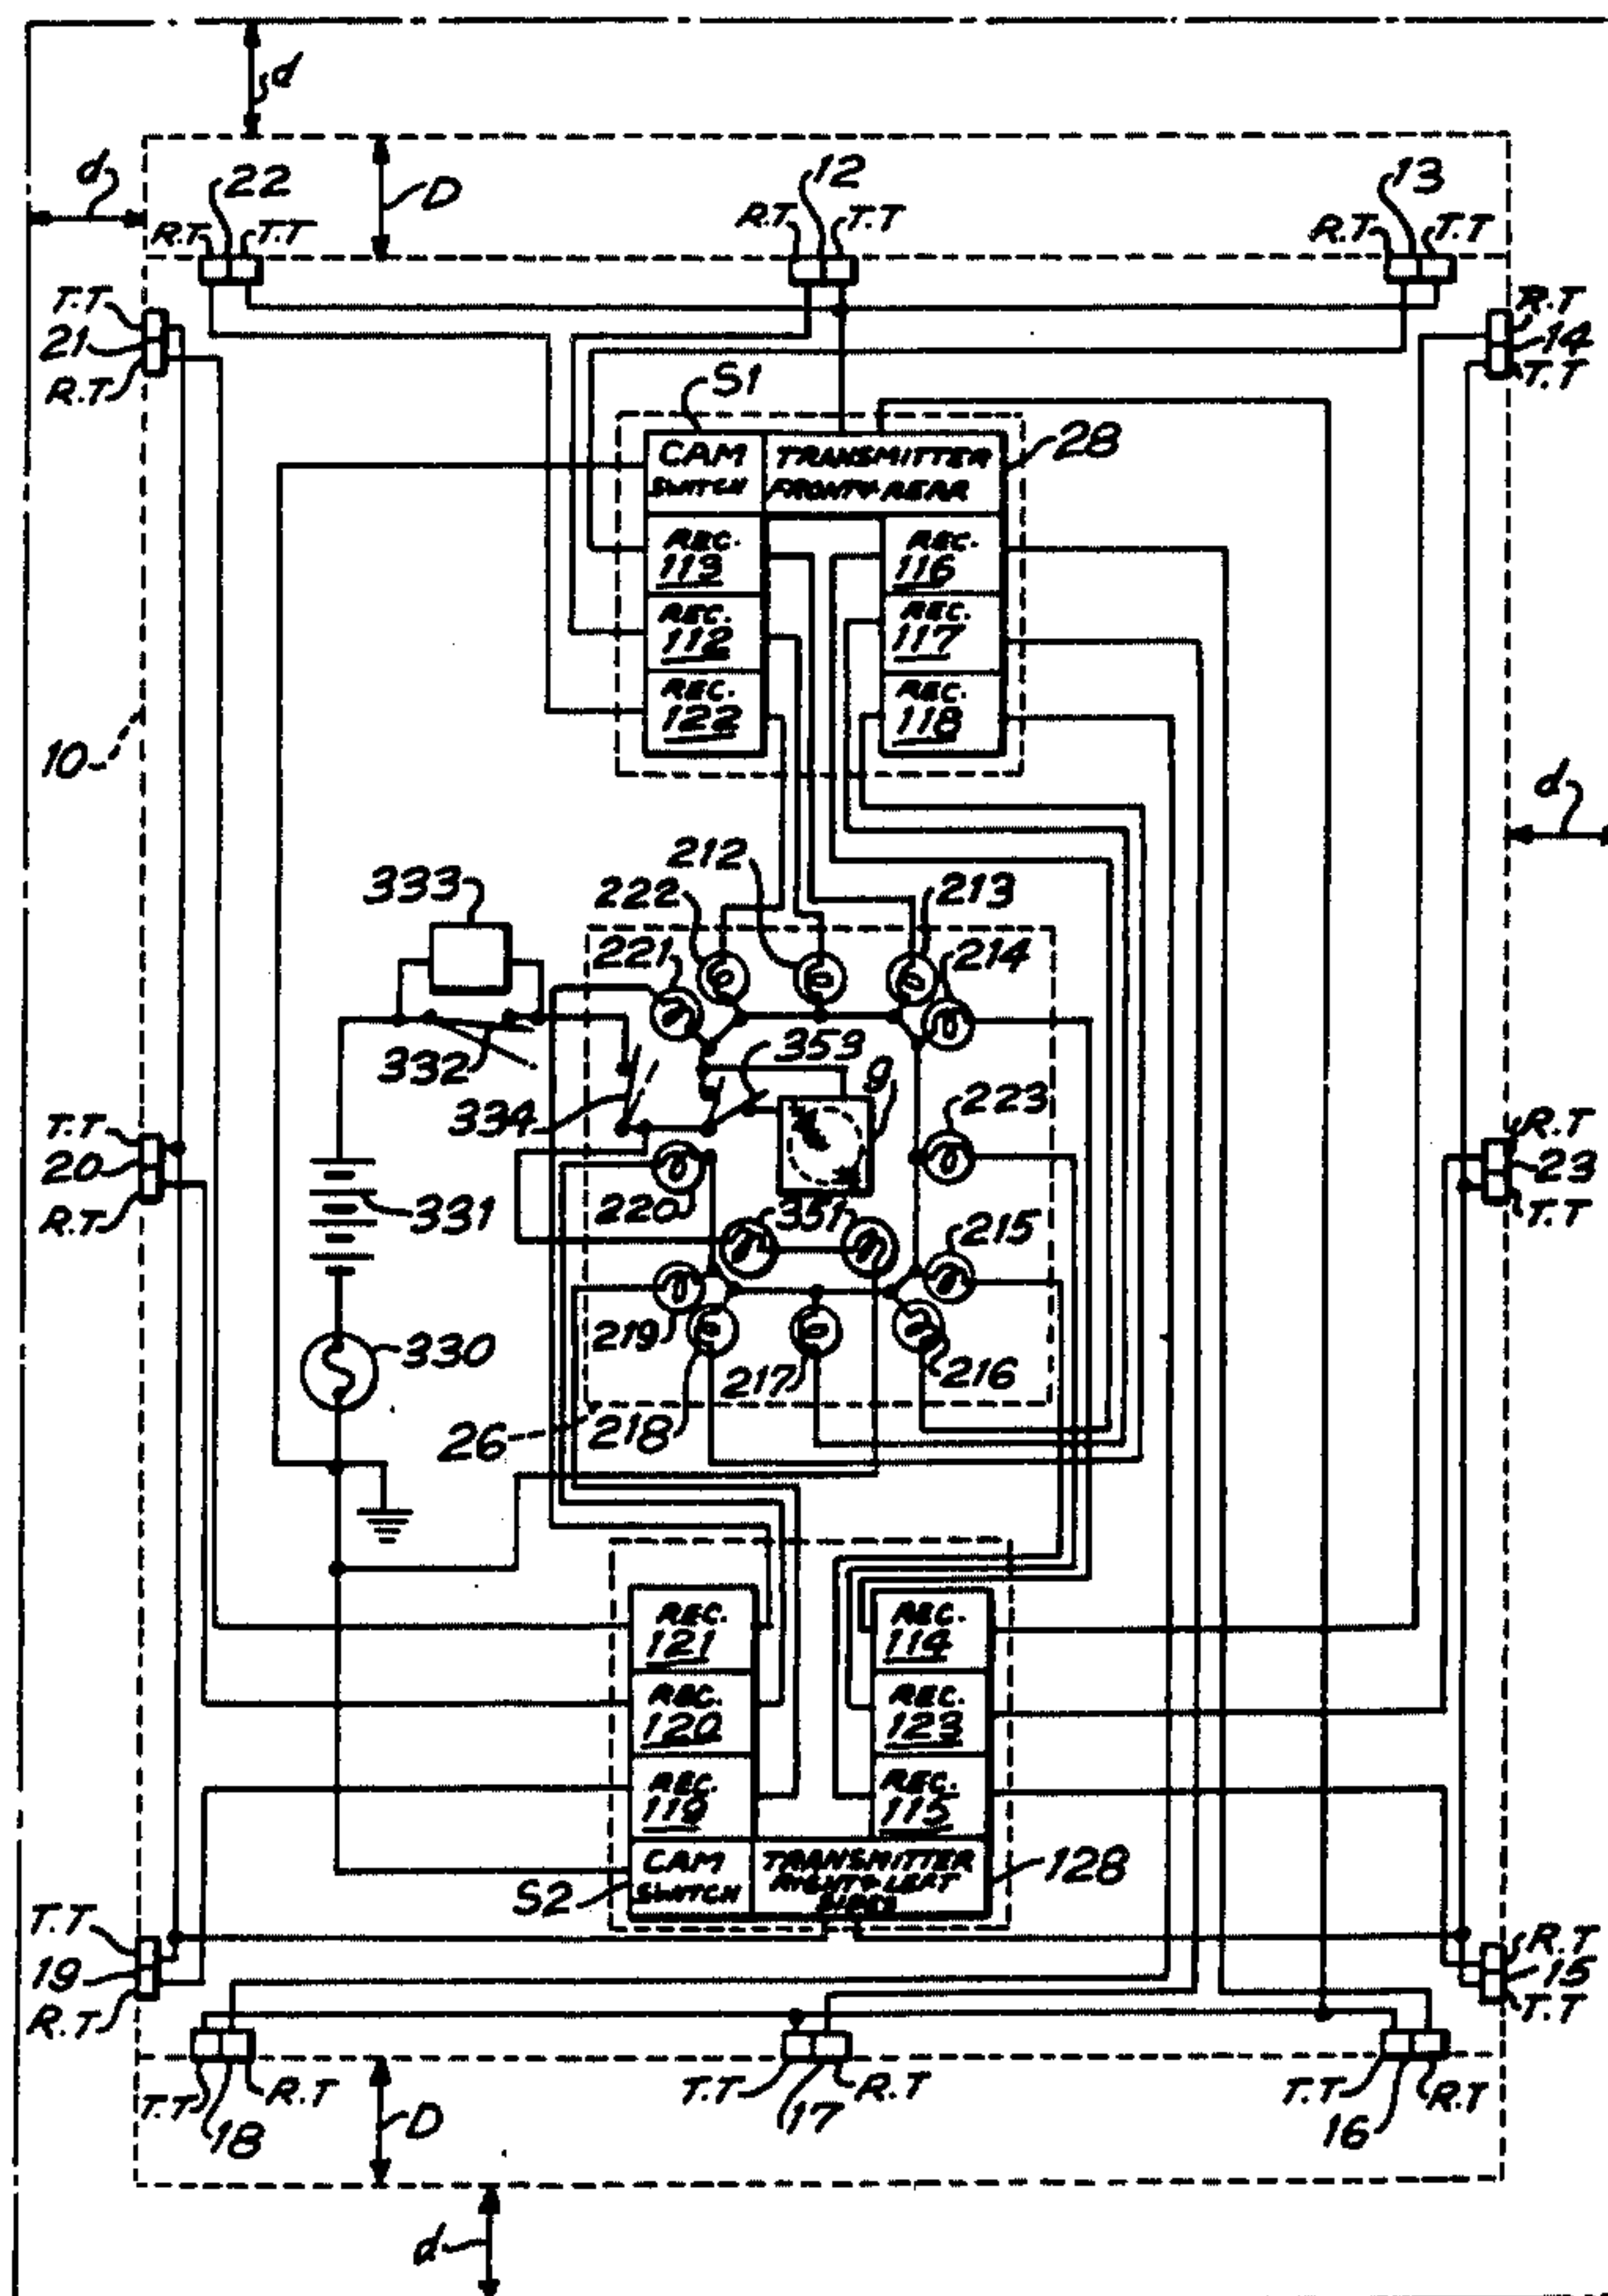 d
d
22
D
12
13
R.T
T.T
R.T
T.T
R.T
T.T
T.T
21
R.T
R.T
14
T.T
S1
28
CAM
SWITCH
TRANSMITTER
FRONT & REAR
REC.
113
REC.
116
REC.
112
REC.
117
REC.
122
REC.
118
10
d
212
333
222
213
221
214
332
353
9
334
223
T.T
20
R.T
R.T
23
T.T
331
220
351
215
330
219
217
216
26
218
REC.
121
REC.
114
REC.
120
REC.
123
REC.
119
REC.
115
CAM
SWITCH
TRANSMITTER
RIGHT & LEFT
SIDES
128
S2
T.T
19
R.T
R.T
15
T.T
T.T
18
R.T
T.T
17
R.T
T.T
16
R.T
D
d